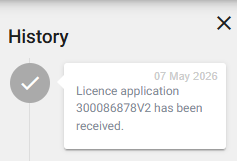 History
07 May 2026
Licence application
300086878V2 has been
received.